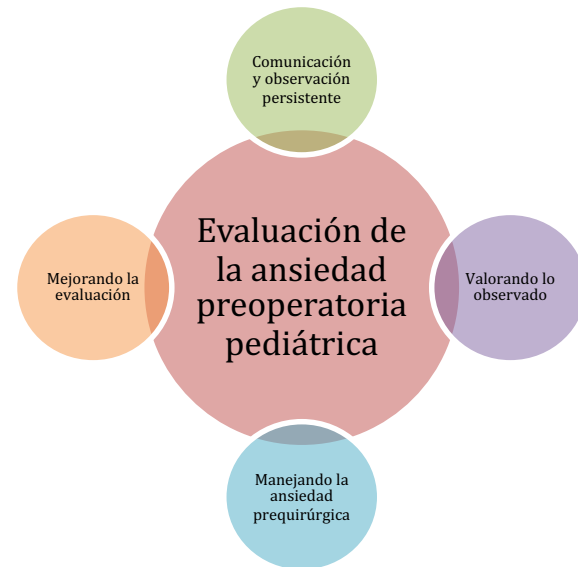 Comunicación
y observación
persistente
Evaluación de
la ansiedad
preoperatoria
pediátrica
Mejorando la
evaluación
Valorando lo
observado
Manejando la
ansiedad
prequirúrgica